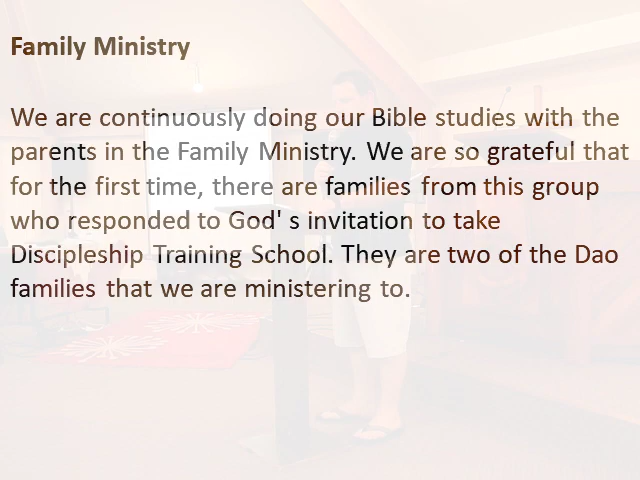 Family Ministry
We are continuously doing our Bible studies with the
parents in the Family Ministry. We are so grateful that
for the first time, there are families from this group
who responded to God' s invitation to take
Discipleship Training School. They are two of the Dao
families that we are ministering to.